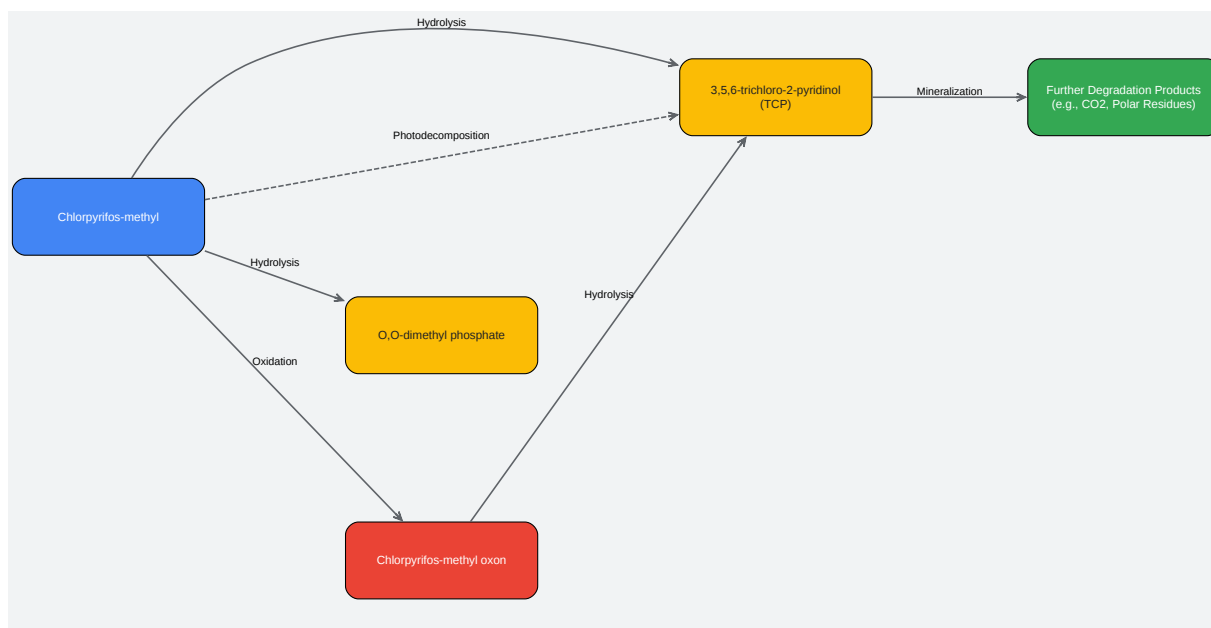 Hydrolysis
3,5,6-trichloro-2-pyridinol
(TCP)
Mineralization
Further Degradation Products
(e.g., CO2, Polar Residues)
Photodecomposition
Chlorpyrifos-methyl
Hydrolysis
O,O-dimethyl phosphate
Hydrolysis
Oxidation
Chlorpyrifos-methyl oxon